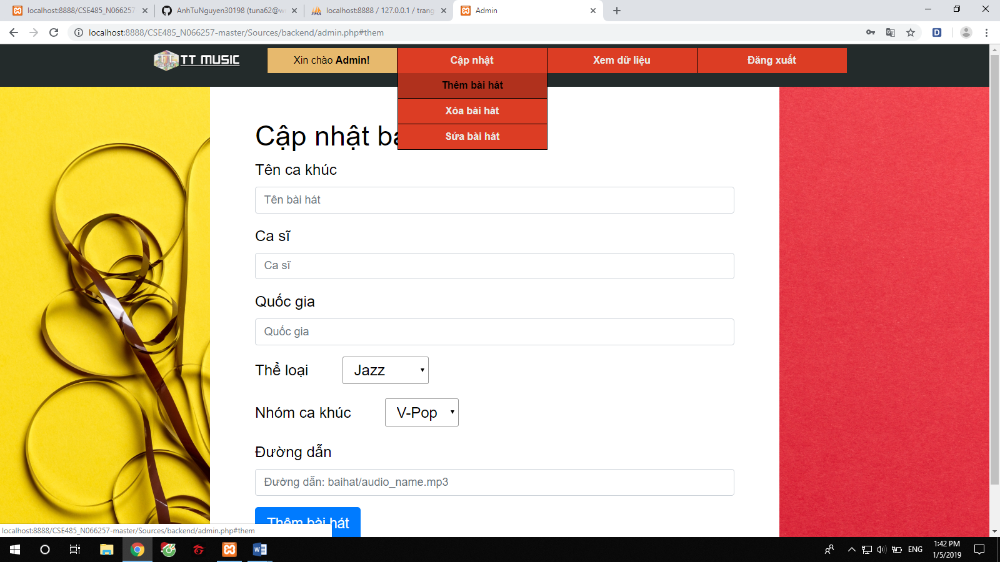 localhost:8888/CSE485_N066257
AnhTuNguyen30198 (tuna62@w
localhost:8888 / 127.0.0.1 / trang
Admin
localhost:8888/CSE485_N066257-master/Sources/backend/admin.php#them
TT MUSIC
Xin chào Admin!
Cập nhật
Xem dữ liệu
Đăng xuất
Thêm bài hát
Xóa bài hát
Sửa bài hát
Cập nhật
Tên ca khúc
Tên bài hát
Ca sĩ
Ca sĩ
Quốc gia
Quốc gia
Thể loại
Jazz
Nhóm ca khúc
V-Pop
Đường dẫn
Đường dẫn: baihat/audio_name.mp3
Thêm bài hát
localhost:8888/CSE485_N066257-master/Sources/backend/admin.php#them
ENG
1:42 PM
1/5/2019